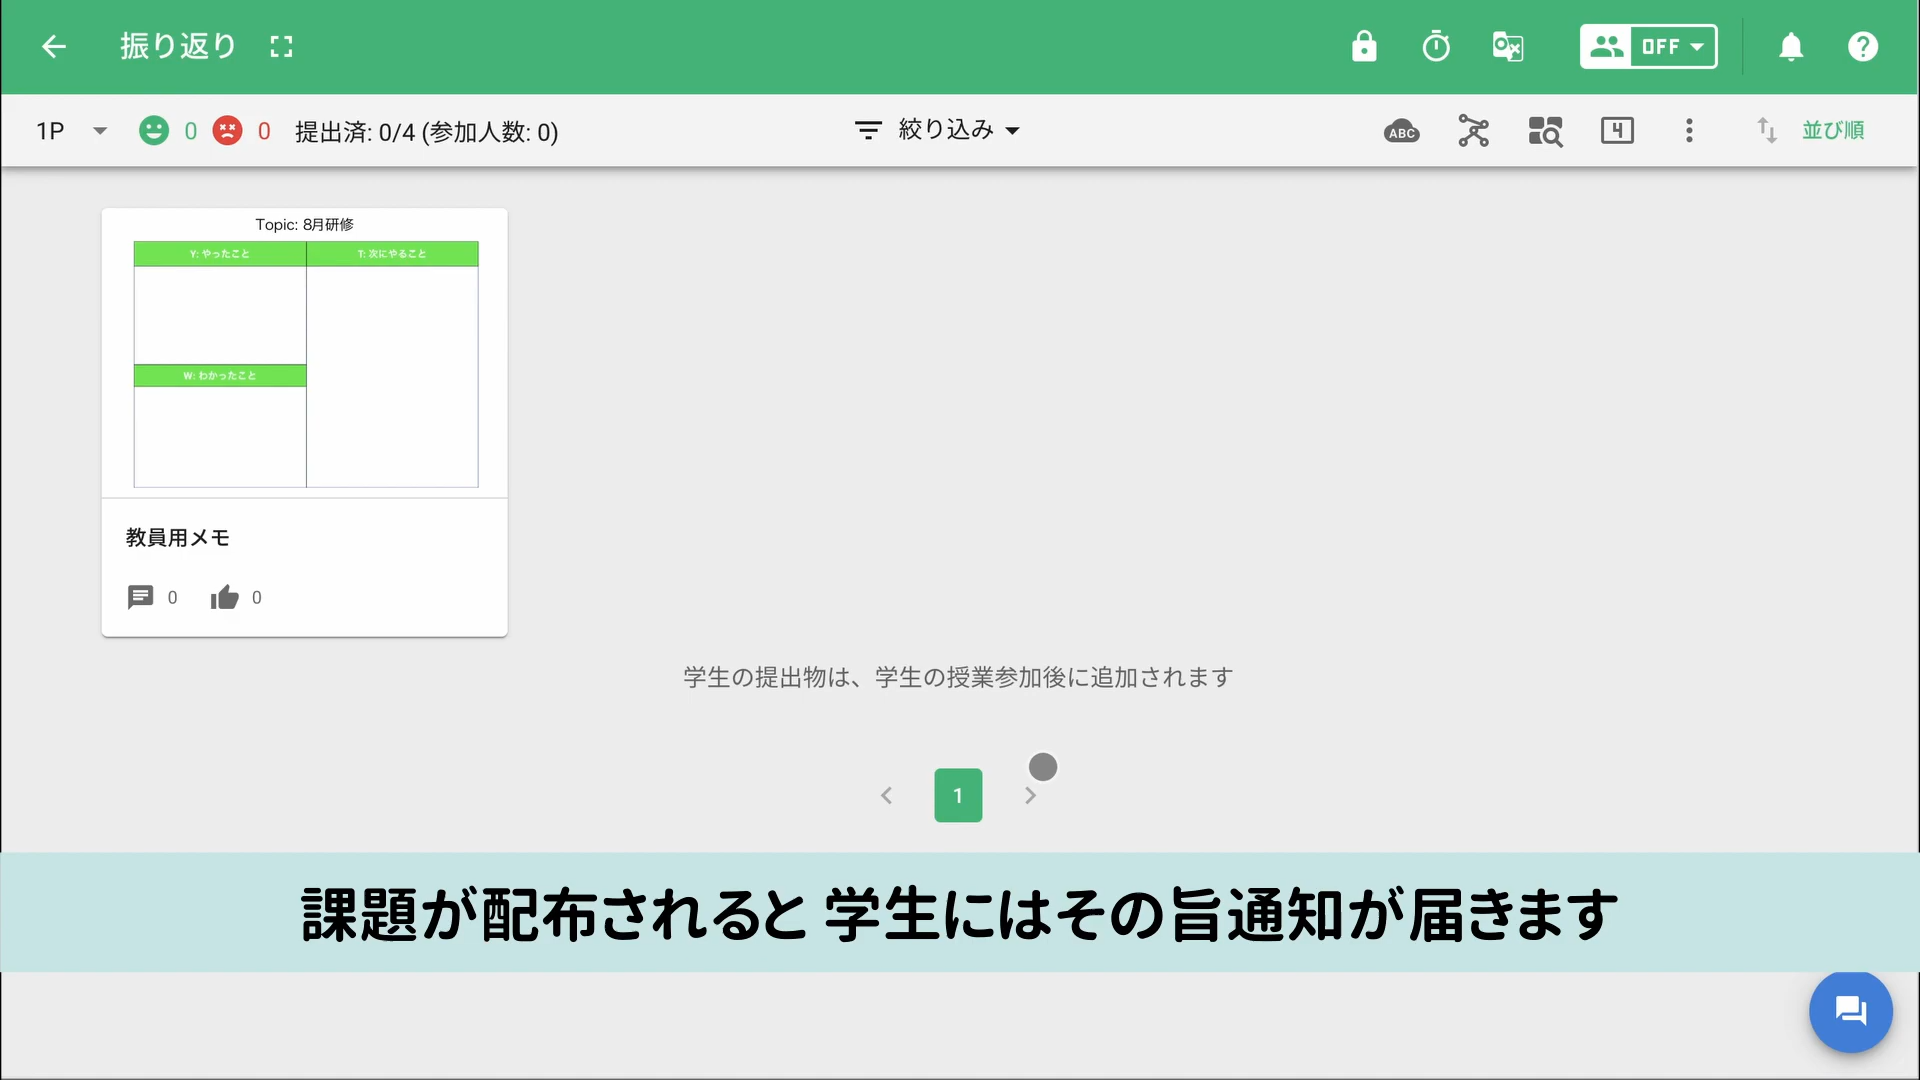 振り返り
OFF
1P
0
0
提出済: 0/4 (参加人数: 0)
絞り込み
ABC
4
並び順
Topic: 8月研修
Y: やったこと
T: 次にやること
W: わかったこと
教員用メモ
0
0
学生の提出物は、学生の授業参加後に追加されます
1
課題が配布されると 学生にはその旨通知が届きます